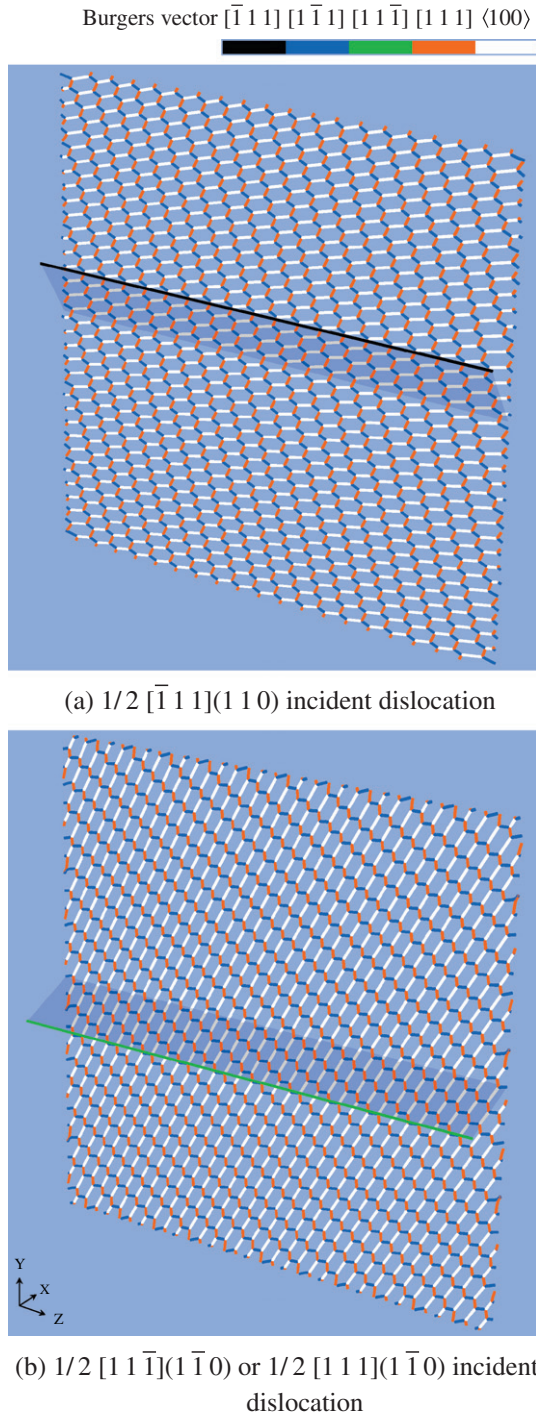 Burgers vector [1̅ 1 1] [1 1̅ 1] [1 1 1̅] [1 1 1] ⟨100⟩
(a) 1/2 [1̅ 1 1](1 1 0) incident dislocation
Y
X
Z
(b) 1/2 [1 1 1̅](1 1̅ 0) or 1/2 [1 1 1](1 1̅ 0) incident
dislocation